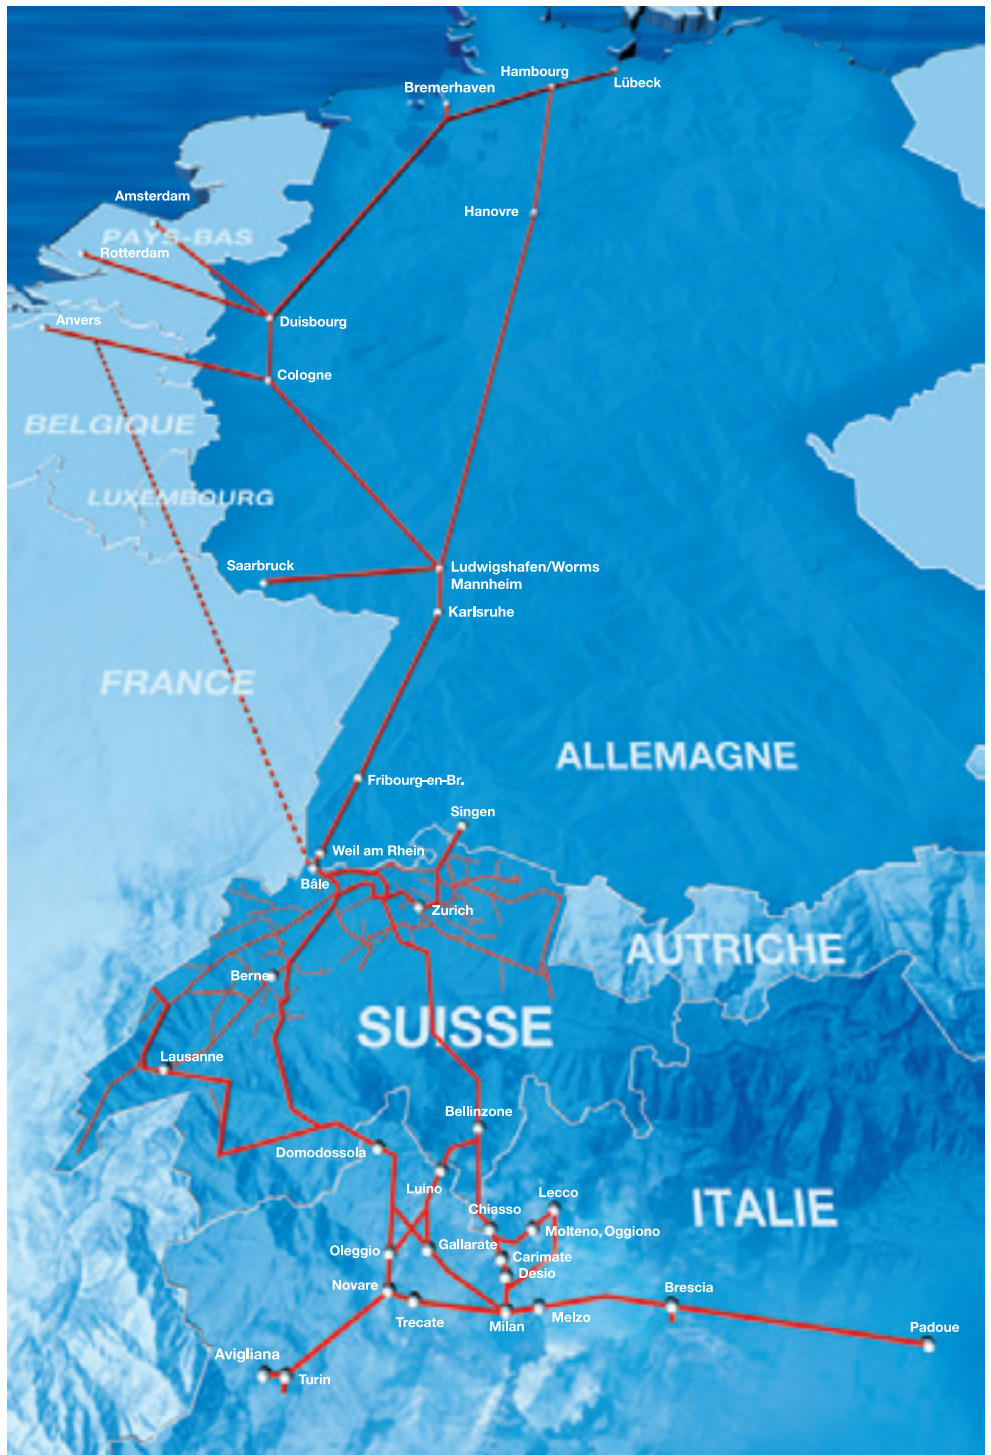 Hambourg
Lübeck
Bremerhaven
Amsterdam
Hanovre
PAYS-BAS
Rotterdam
Anvers
Duisbourg
Cologne
BELGIQUE
LUXEMBOURG
Saarbruck
Ludwigshafen/Worms
Mannheim
Karlsruhe
FRANCE
ALLEMAGNE
Fribourg-en-Br.
Singen
Weil am Rhein
Bâle
Zurich
AUTRICHE
Berne
SUISSE
Lausanne
Bellinzone
Domodossola
Luino
Lecco
ITALIE
Chiasso
Molteno, Oggiono
Oleggio
Gallarate
Carimate
Desio
Novare
Brescia
Trecate
Milan
Melzo
Padoue
Avigliana
Turin